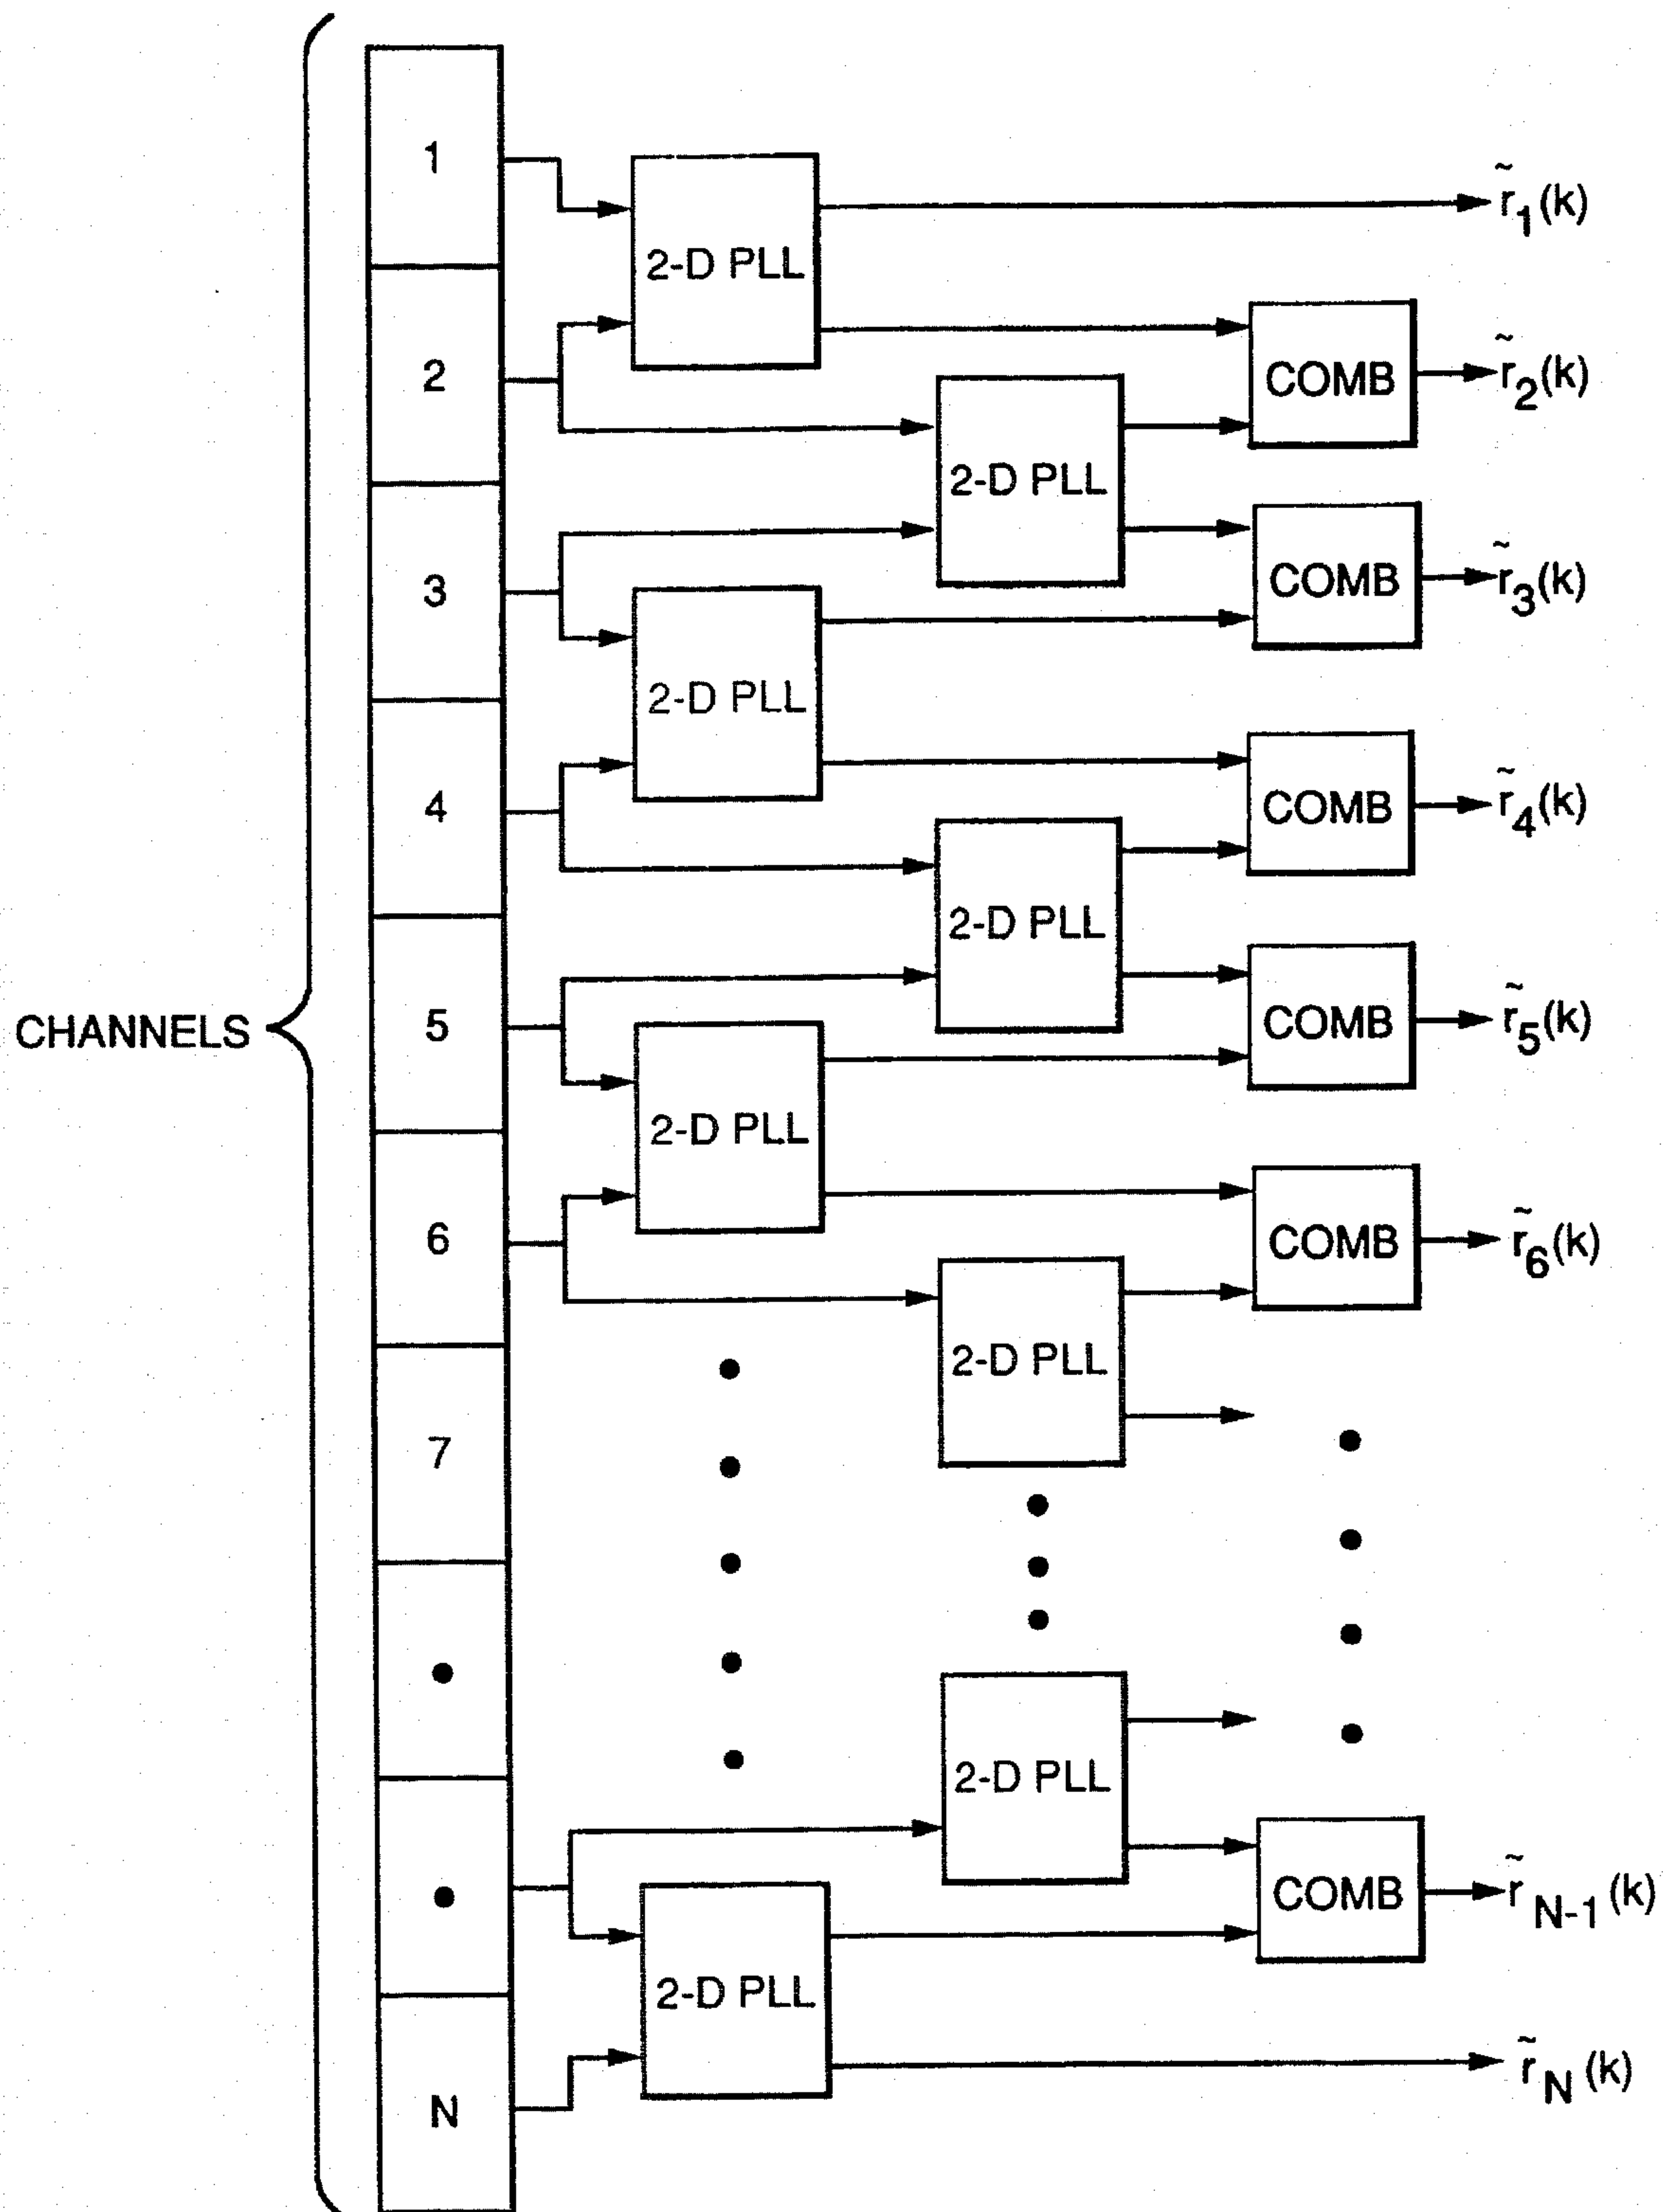 1
2-D PLL
r̃1(k)
2
COMB
r̃2(k)
2-D PLL
3
COMB
r̃3(k)
2-D PLL
4
COMB
r̃4(k)
2-D PLL
CHANNELS
5
COMB
r̃5(k)
2-D PLL
6
COMB
r̃6(k)
2-D PLL
7
2-D PLL
COMB
r̃N-1(k)
2-D PLL
r̃N(k)
N